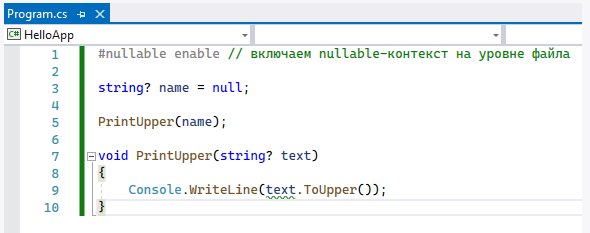 Program.cs
HelloApp
1 #nullable enable // включаем nullable-контекст на уровне файла
2
3 string? name = null;
4
5 PrintUpper(name);
6
7 void PrintUpper(string? text)
8 {
9 Console.WriteLine(text.ToUpper());
10 }